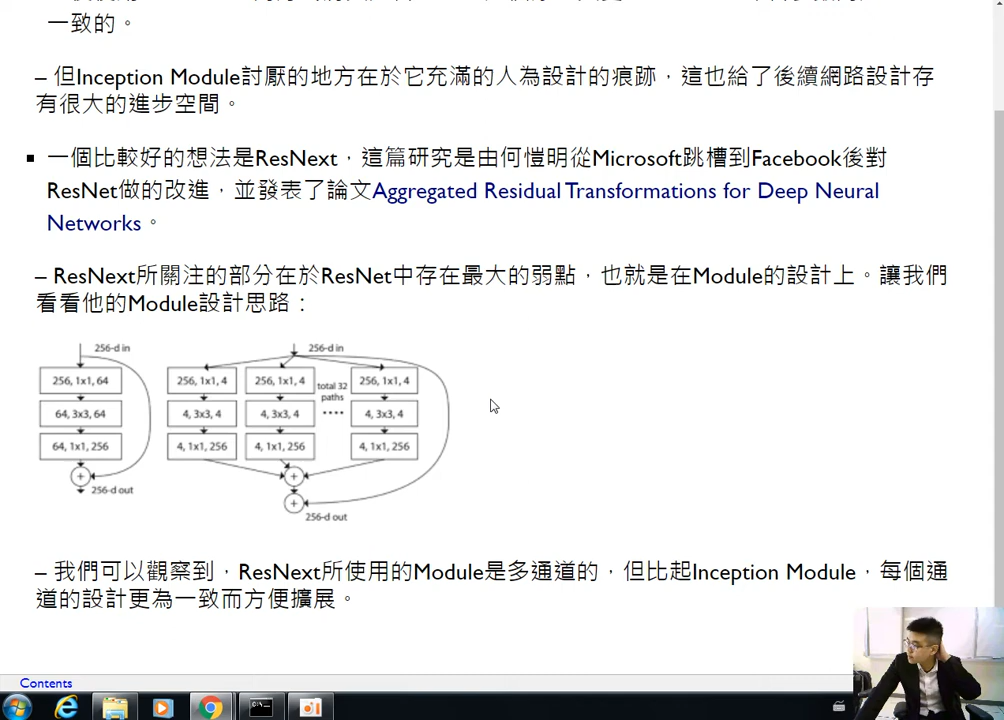 一致的。
– 但Inception Module討厭的地方在於它充滿的人為設計的痕跡，這也給了後續網路設計存
有很大的進步空間。
一個比較好的想法是ResNext，這篇研究是由何愷明從Microsoft跳槽到Facebook後對
ResNet做的改進，並發表了論文Aggregated Residual Transformations for Deep Neural
Networks。
– ResNext所關注的部分在於ResNet中存在最大的弱點，也就是在Module的設計上。讓我們
看看他的Module設計思路：
256-d in
256, 1x1, 64
64, 3x3, 64
64, 1x1, 256
+
256-d out
256-d in
256, 1x1, 4
256, 1x1, 4
total 32
paths
....
256, 1x1, 4
4, 3x3, 4
4, 3x3, 4
4, 3x3, 4
4, 1x1, 256
4, 1x1, 256
4, 1x1, 256
+
+
256-d out
– 我們可以觀察到，ResNext所使用的Module是多通道的，但比起Inception Module，每個通
道的設計更為一致而方便擴展。
Contents